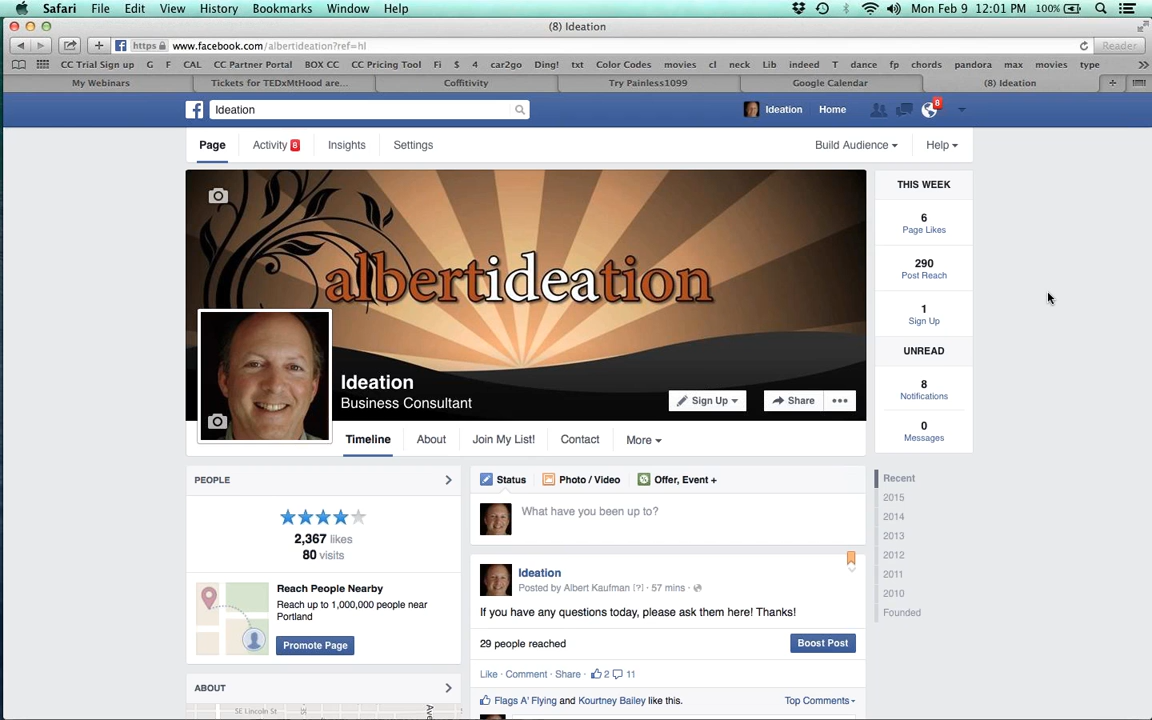 Safari File Edit View History Bookmarks Window Help Mon Feb 9 12:01 PM 100%
(8) Ideation
https www.facebook.com/albertideation?ref=hl Reader
CC Trial Sign up G F CAL CC Partner Portal BOX CC CC Pricing Tool Fi $ 4 car2go Ding! txt Color Codes movies cl neck Lib indeed T dance fp chords pandora max movies type
My Webinars Tickets for TEDxMtHood are... Coffitivity Try Painless1099 Google Calendar (8) Ideation
Ideation Ideation Home 8
Page Activity 8 Insights Settings Build Audience Help
THIS WEEK
6
Page Likes
290
Post Reach
1
Sign Up
UNREAD
8
Notifications
0
Messages
albertideation
Ideation
Business Consultant
Sign Up Share
Timeline About Join My List! Contact More
PEOPLE
2,367 likes
80 visits
Reach People Nearby
Reach up to 1,000,000 people near
Portland
Promote Page
ABOUT
SE Lincoln St
Ave
Status Photo / Video Offer, Event +
What have you been up to?
Ideation
Posted by Albert Kaufman [?] · 57 mins ·
If you have any questions today, please ask them here! Thanks!
29 people reached Boost Post
Like · Comment · Share · 2 11
Flags A' Flying and Kourtney Bailey like this. Top Comments
Recent
2015
2014
2013
2012
2011
2010
Founded